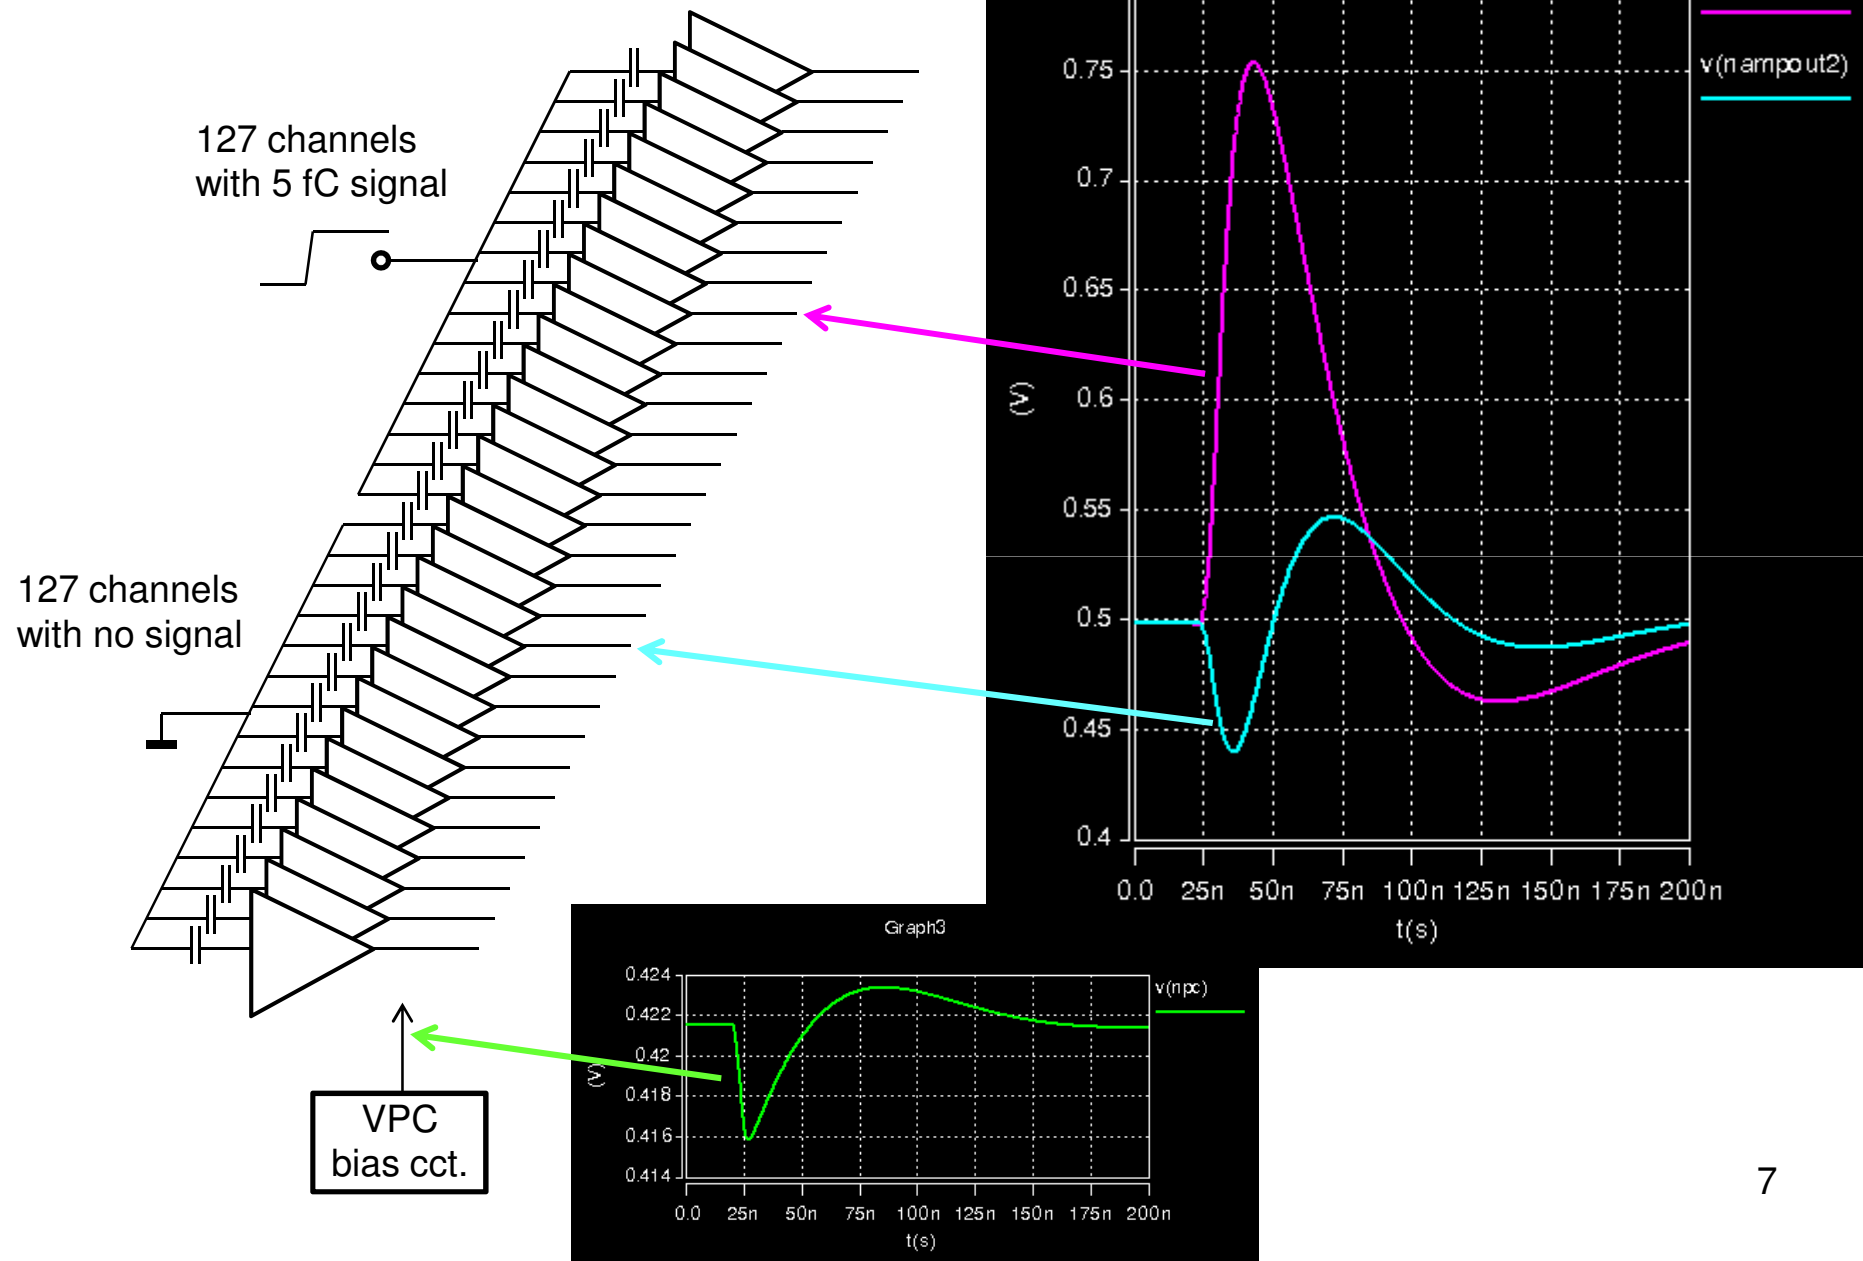 127 channels
with 5 fC signal
127 channels
with no signal
VPC
bias cct.
v(nampout2)
0.75
0.7
0.65
0.6
0.55
0.5
0.45
0.4
(V)
0.0 25n 50n 75n 100n 125n 150n 175n 200n
t(s)
Graph3
v(npc)
0.424
0.422
0.42
0.418
0.416
0.414
(V)
0.0 25n 50n 75n 100n 125n 150n 175n 200n
t(s)
7